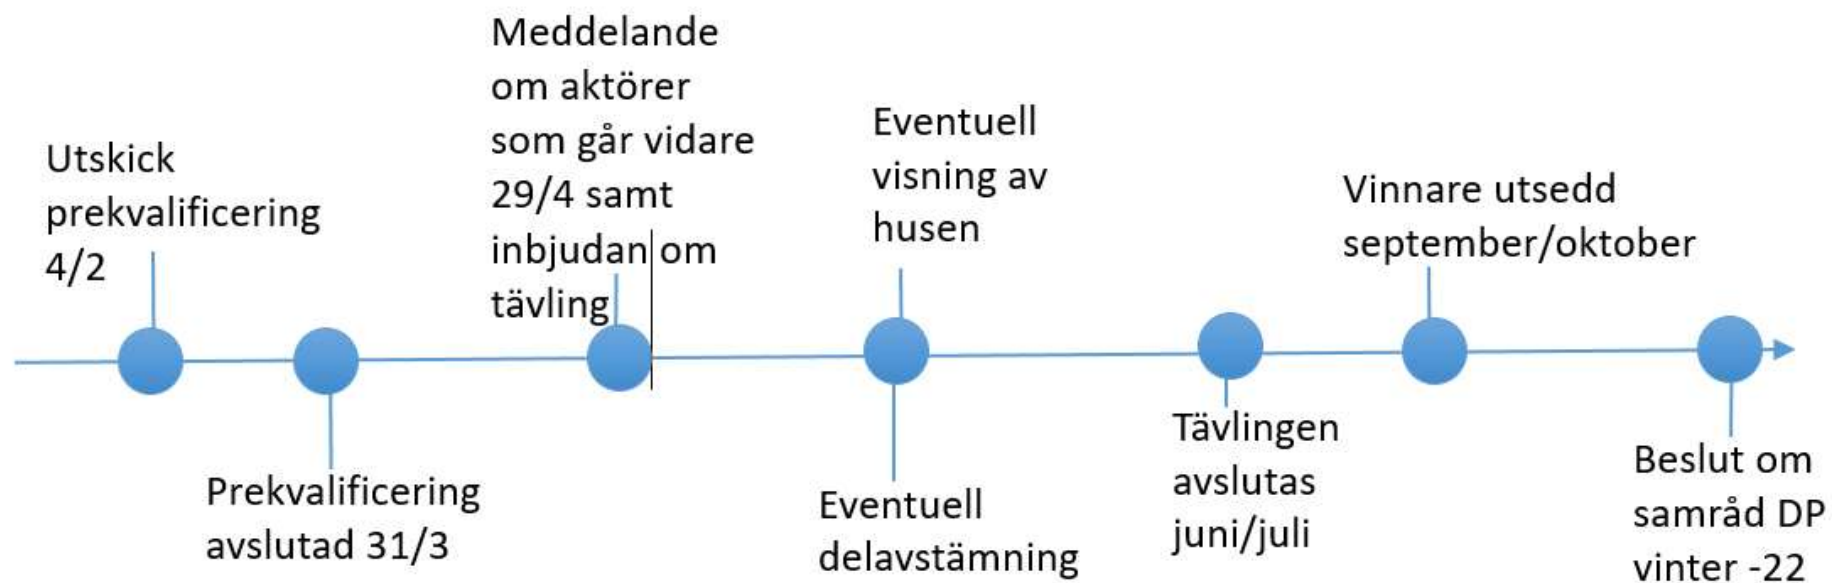 Utskick
prekvalificering
4/2
Prekvalificering
avslutad 31/3
Meddelande
om aktörer
som går vidare
29/4 samt
inbjudan om
tävling
Eventuell
visning av
husen
Eventuell
delavstämning
Tävlingen
avslutas
juni/juli
Vinnare utsedd
september/oktober
Beslut om
samråd DP
vinter -22